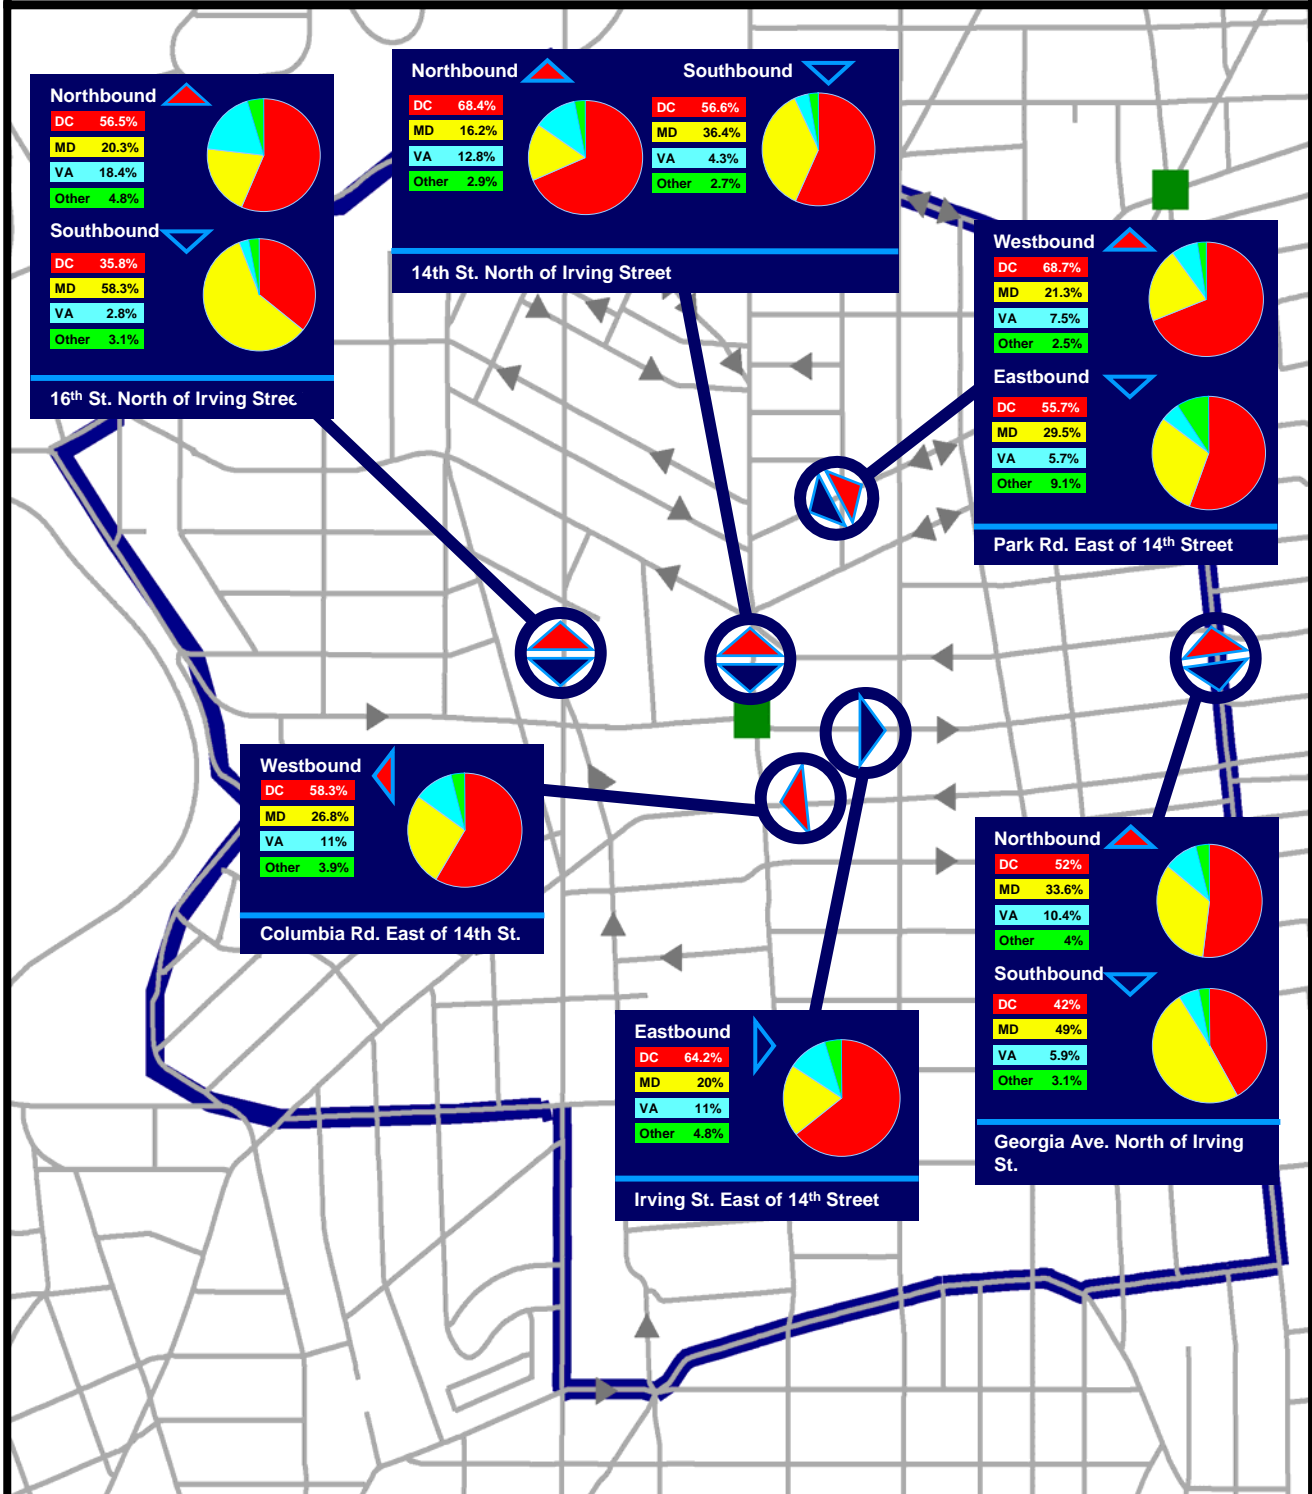 Northbound
DC 56.5%
MD 20.3%
VA 18.4%
Other 4.8%
Southbound
DC 35.8%
MD 58.3%
VA 2.8%
Other 3.1%
16th St. North of Irving Stree
Northbound
DC 68.4%
MD 16.2%
VA 12.8%
Other 2.9%
Southbound
DC 56.6%
MD 36.4%
VA 4.3%
Other 2.7%
14th St. North of Irving Street
Westbound
DC 68.7%
MD 21.3%
VA 7.5%
Other 2.5%
Eastbound
DC 55.7%
MD 29.5%
VA 5.7%
Other 9.1%
Park Rd. East of 14th Street
Westbound
DC 58.3%
MD 26.8%
VA 11%
Other 3.9%
Columbia Rd. East of 14th St.
Eastbound
DC 64.2%
MD 20%
VA 11%
Other 4.8%
Irving St. East of 14th Street
Northbound
DC 52%
MD 33.6%
VA 10.4%
Other 4%
Southbound
DC 42%
MD 49%
VA 5.9%
Other 3.1%
Georgia Ave. North of Irving
St.